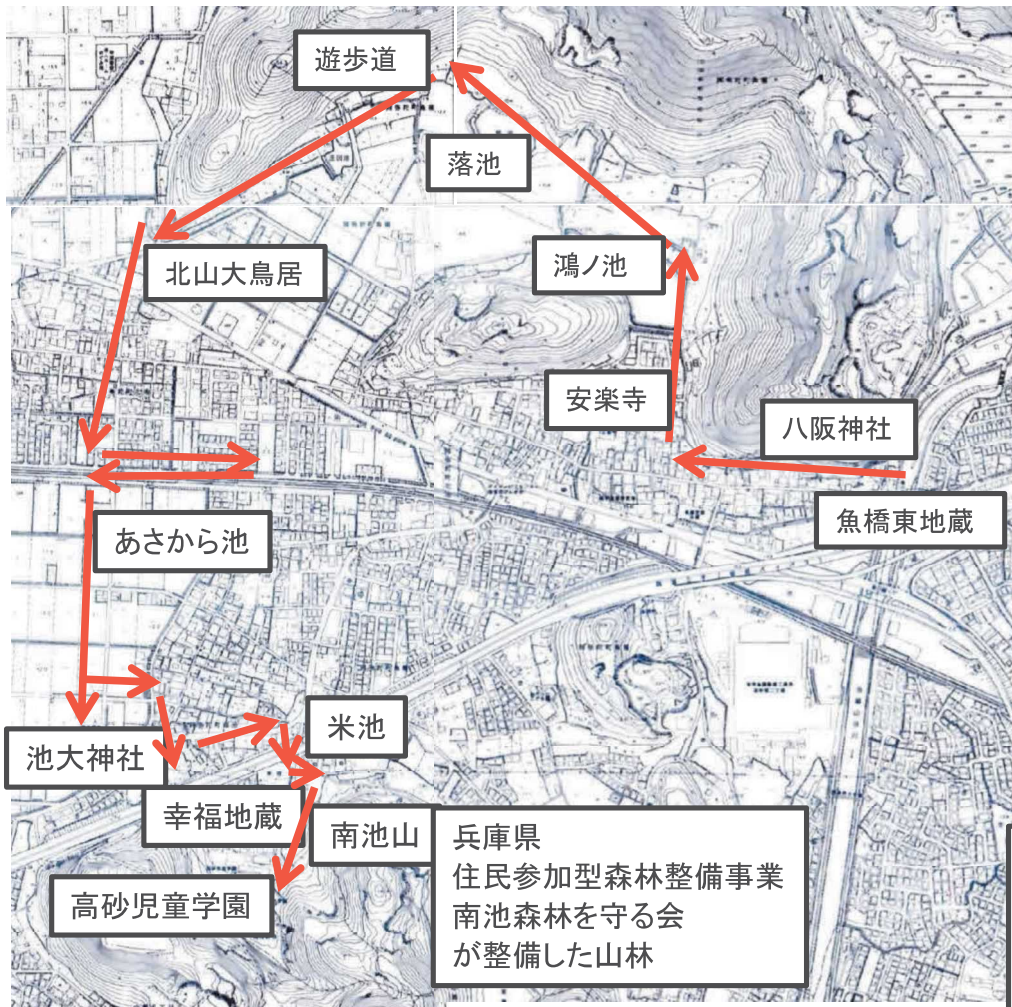 遊歩道
落池
鴻ノ池
北山大鳥居
安楽寺
八阪神社
魚橋東地蔵
あさから池
米池
池大神社
幸福地蔵
南池山
高砂児童学園
兵庫県
住民参加型森林整備事業
南池森林を守る会
が整備した山林